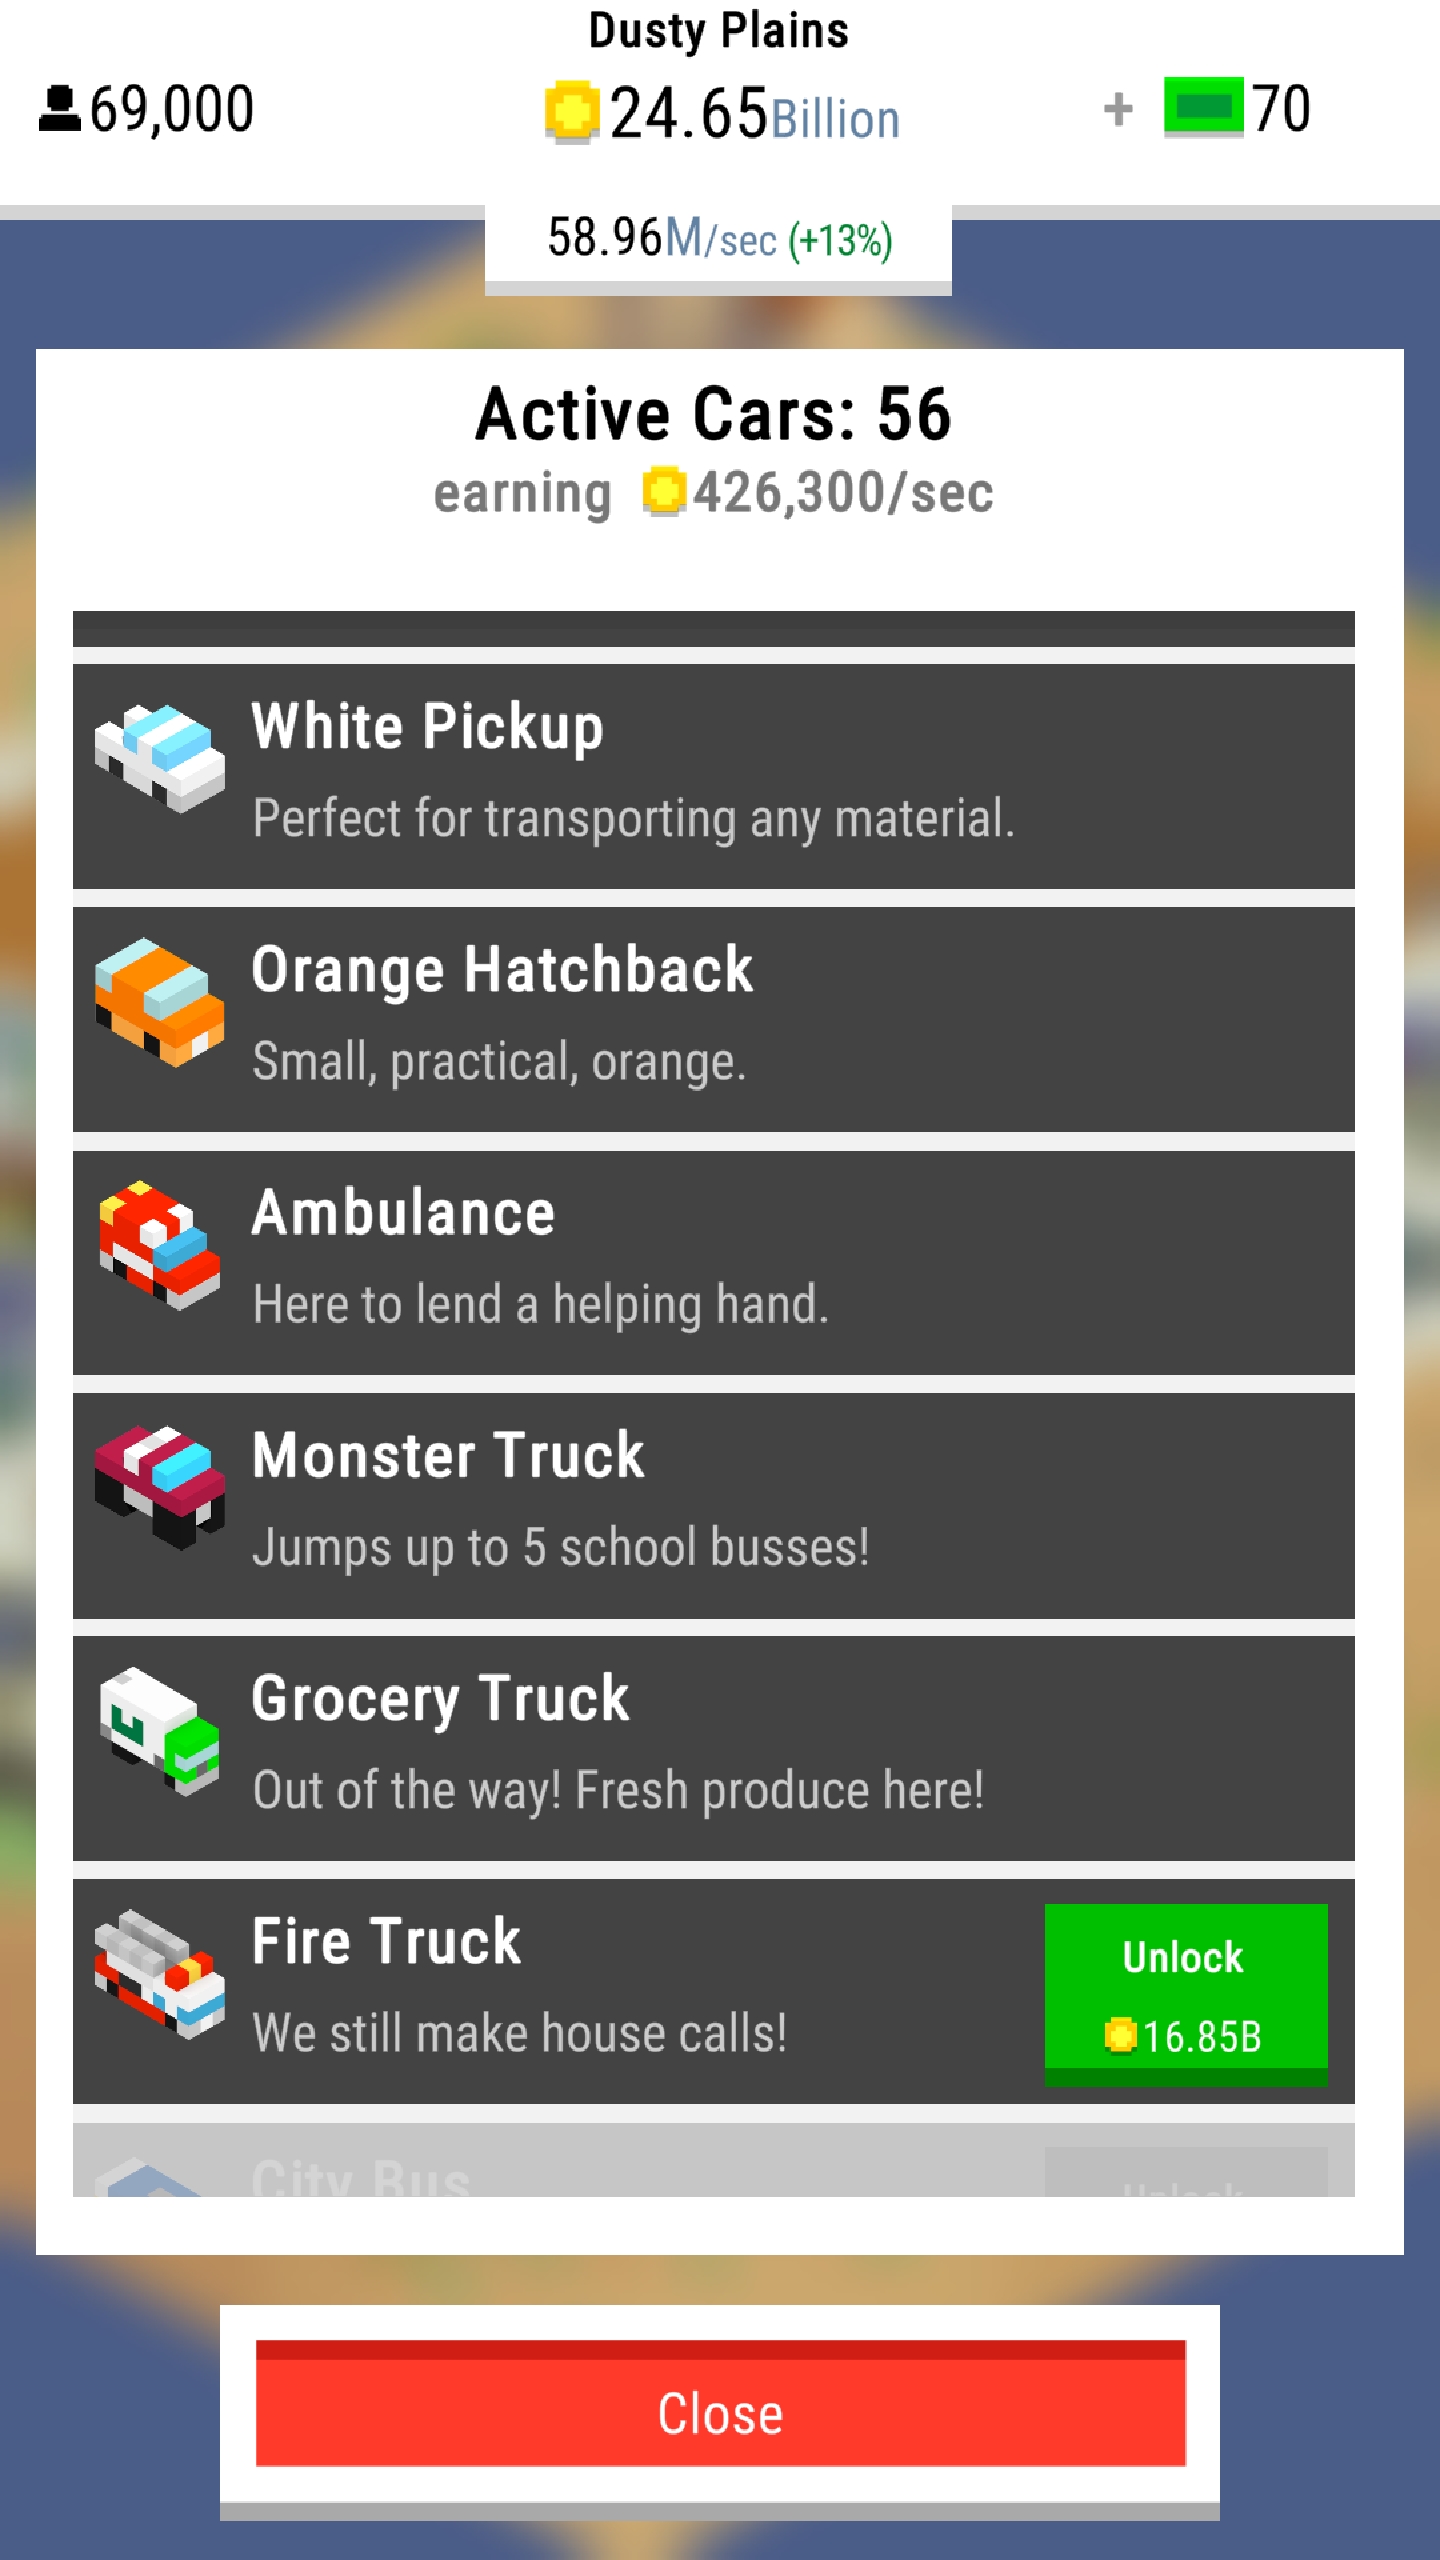 Dusty Plains
69,000
24.65Billion
+ 70
58.96M/sec (+13%)
Active Cars: 56
earning 426,300/sec
White Pickup
Perfect for transporting any material.
Orange Hatchback
Small, practical, orange.
Ambulance
Here to lend a helping hand.
Monster Truck
Jumps up to 5 school busses!
Grocery Truck
Out of the way! Fresh produce here!
Fire Truck
We still make house calls!
Unlock
16.85B
City Bus
Unlock
Close